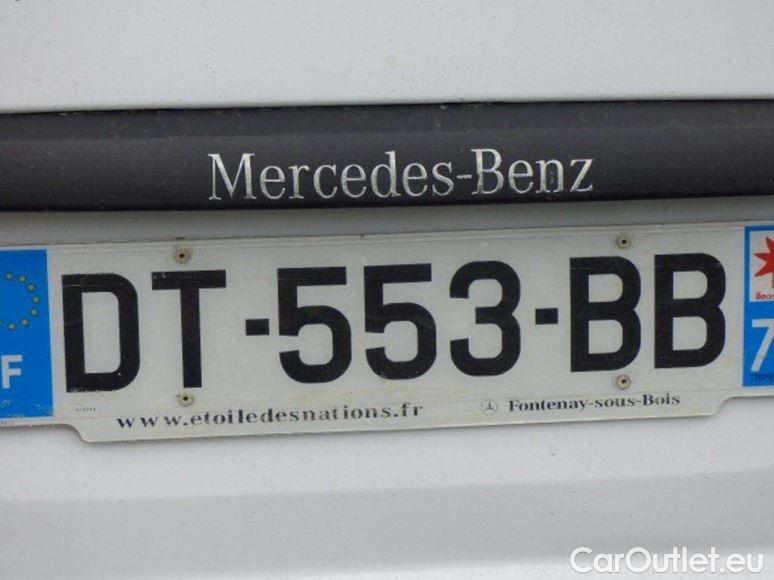 Mercedes-Benz
F
DT-553-BB
7
www.etoiledesnations.fr
Fontenay-sous-Bois
CarOutlet.eu